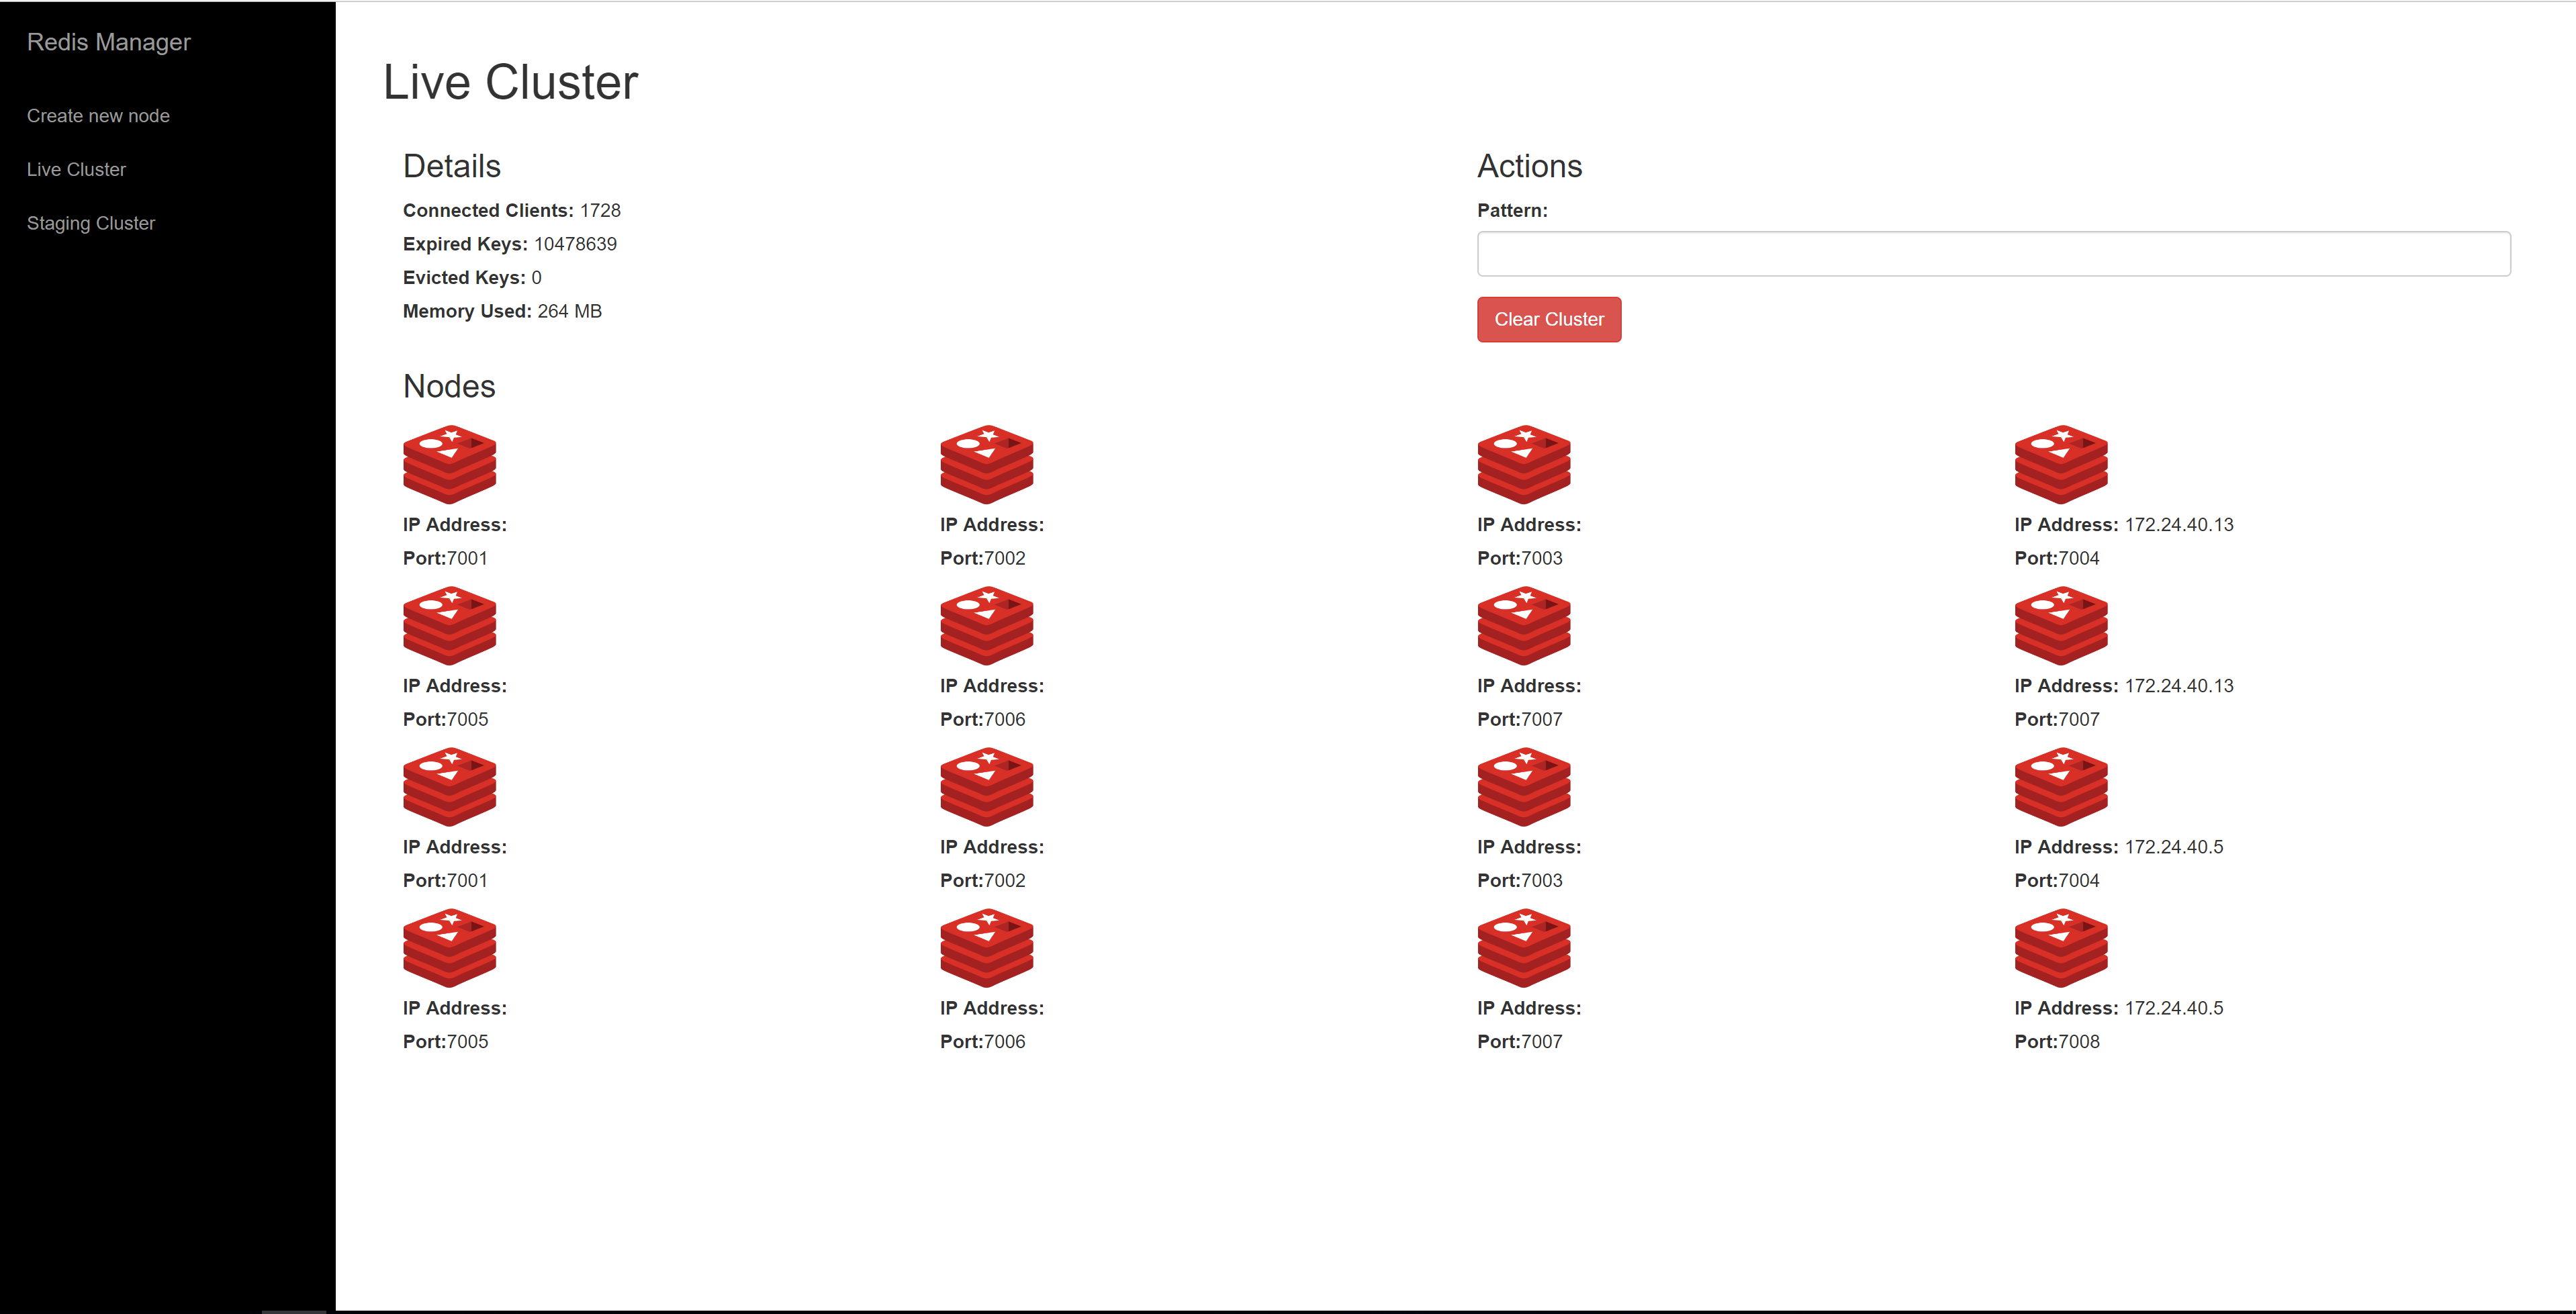 Redis Manager
Create new node
Live Cluster
Staging Cluster
Live Cluster
Details
Connected Clients: 1728
Expired Keys: 10478639
Evicted Keys: 0
Memory Used: 264 MB
Actions
Pattern:
Clear Cluster
Nodes
IP Address:
Port:7001
IP Address:
Port:7002
IP Address:
Port:7003
IP Address: 172.24.40.13
Port:7004
IP Address:
Port:7005
IP Address:
Port:7006
IP Address:
Port:7007
IP Address: 172.24.40.13
Port:7007
IP Address:
Port:7001
IP Address:
Port:7002
IP Address:
Port:7003
IP Address: 172.24.40.5
Port:7004
IP Address:
Port:7005
IP Address:
Port:7006
IP Address:
Port:7007
IP Address: 172.24.40.5
Port:7008